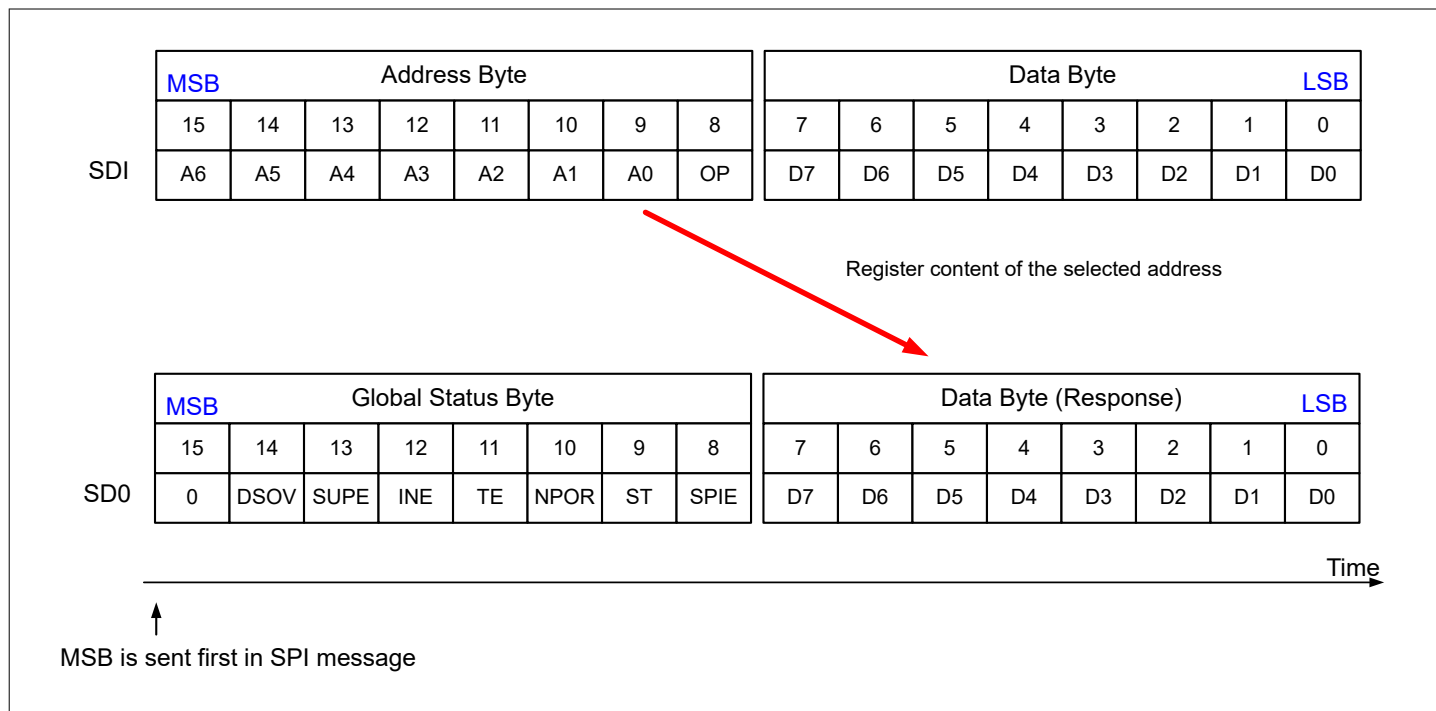 Address Byte Data Byte
MSB LSB
15 14 13 12 11 10 9 8 7 6 5 4 3 2 1 0
SDI A6 A5 A4 A3 A2 A1 A0 OP D7 D6 D5 D4 D3 D2 D1 D0
Register content of the selected address
Global Status Byte Data Byte (Response)
MSB LSB
15 14 13 12 11 10 9 8 7 6 5 4 3 2 1 0
SD0 0 DSOV SUPE INE TE NPOR ST SPIE D7 D6 D5 D4 D3 D2 D1 D0
Time
MSB is sent first in SPI message